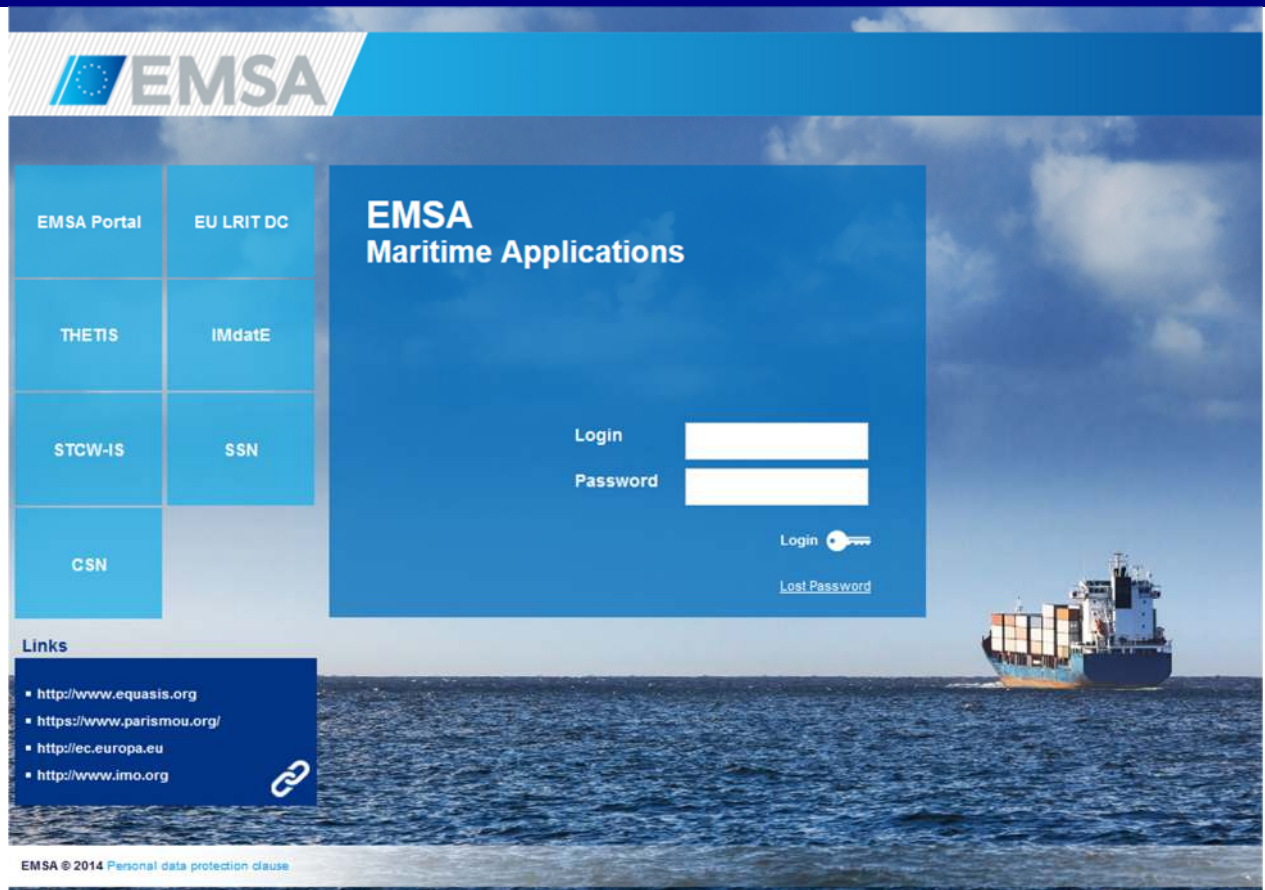 EMSA
EMSA Portal
EU LRIT DC
THETIS
IMdatE
STCW-IS
SSN
CSN
EMSA
Maritime Applications
Login
Password
Login
Lost Password
Links
http://www.equasis.org
https://www.parismou.org/
http://ec.europa.eu
http://www.imo.org
EMSA © 2014 Personal data protection clause